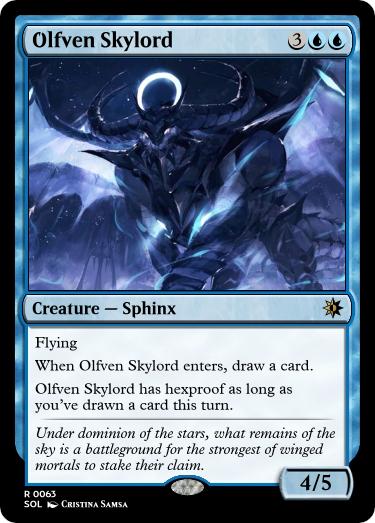 Olfven Skylord 3
Creature — Sphinx
Flying
When Olfven Skylord enters, draw a card.
Olfven Skylord has hexproof as long as
you've drawn a card this turn.
Under dominion of the stars, what remains of the
sky is a battleground for the strongest of winged
mortals to stake their claim.
4/5
R 0063
SOL Cristina Samsa